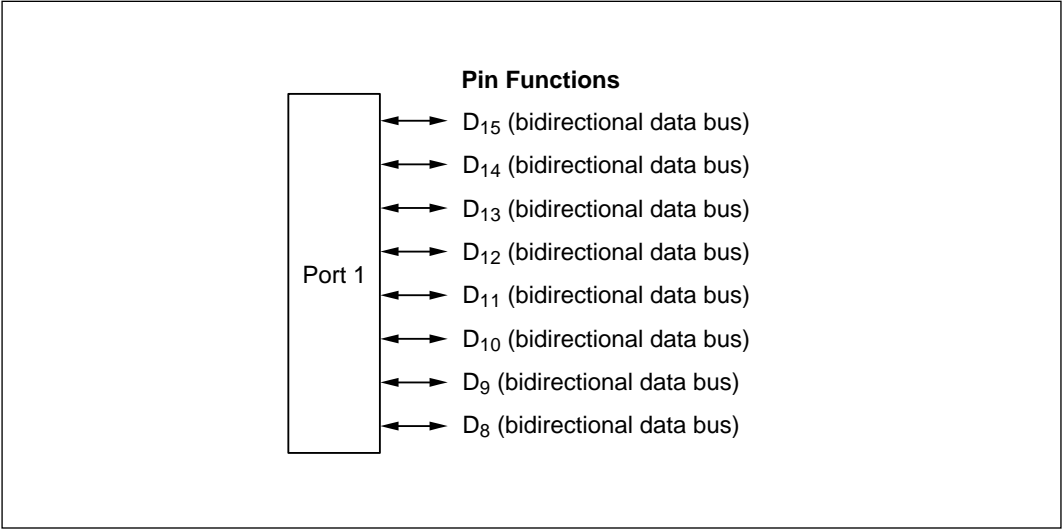 Pin Functions
D15 (bidirectional data bus)
D14 (bidirectional data bus)
D13 (bidirectional data bus)
D12 (bidirectional data bus)
Port 1
D11 (bidirectional data bus)
D10 (bidirectional data bus)
D9 (bidirectional data bus)
D8 (bidirectional data bus)